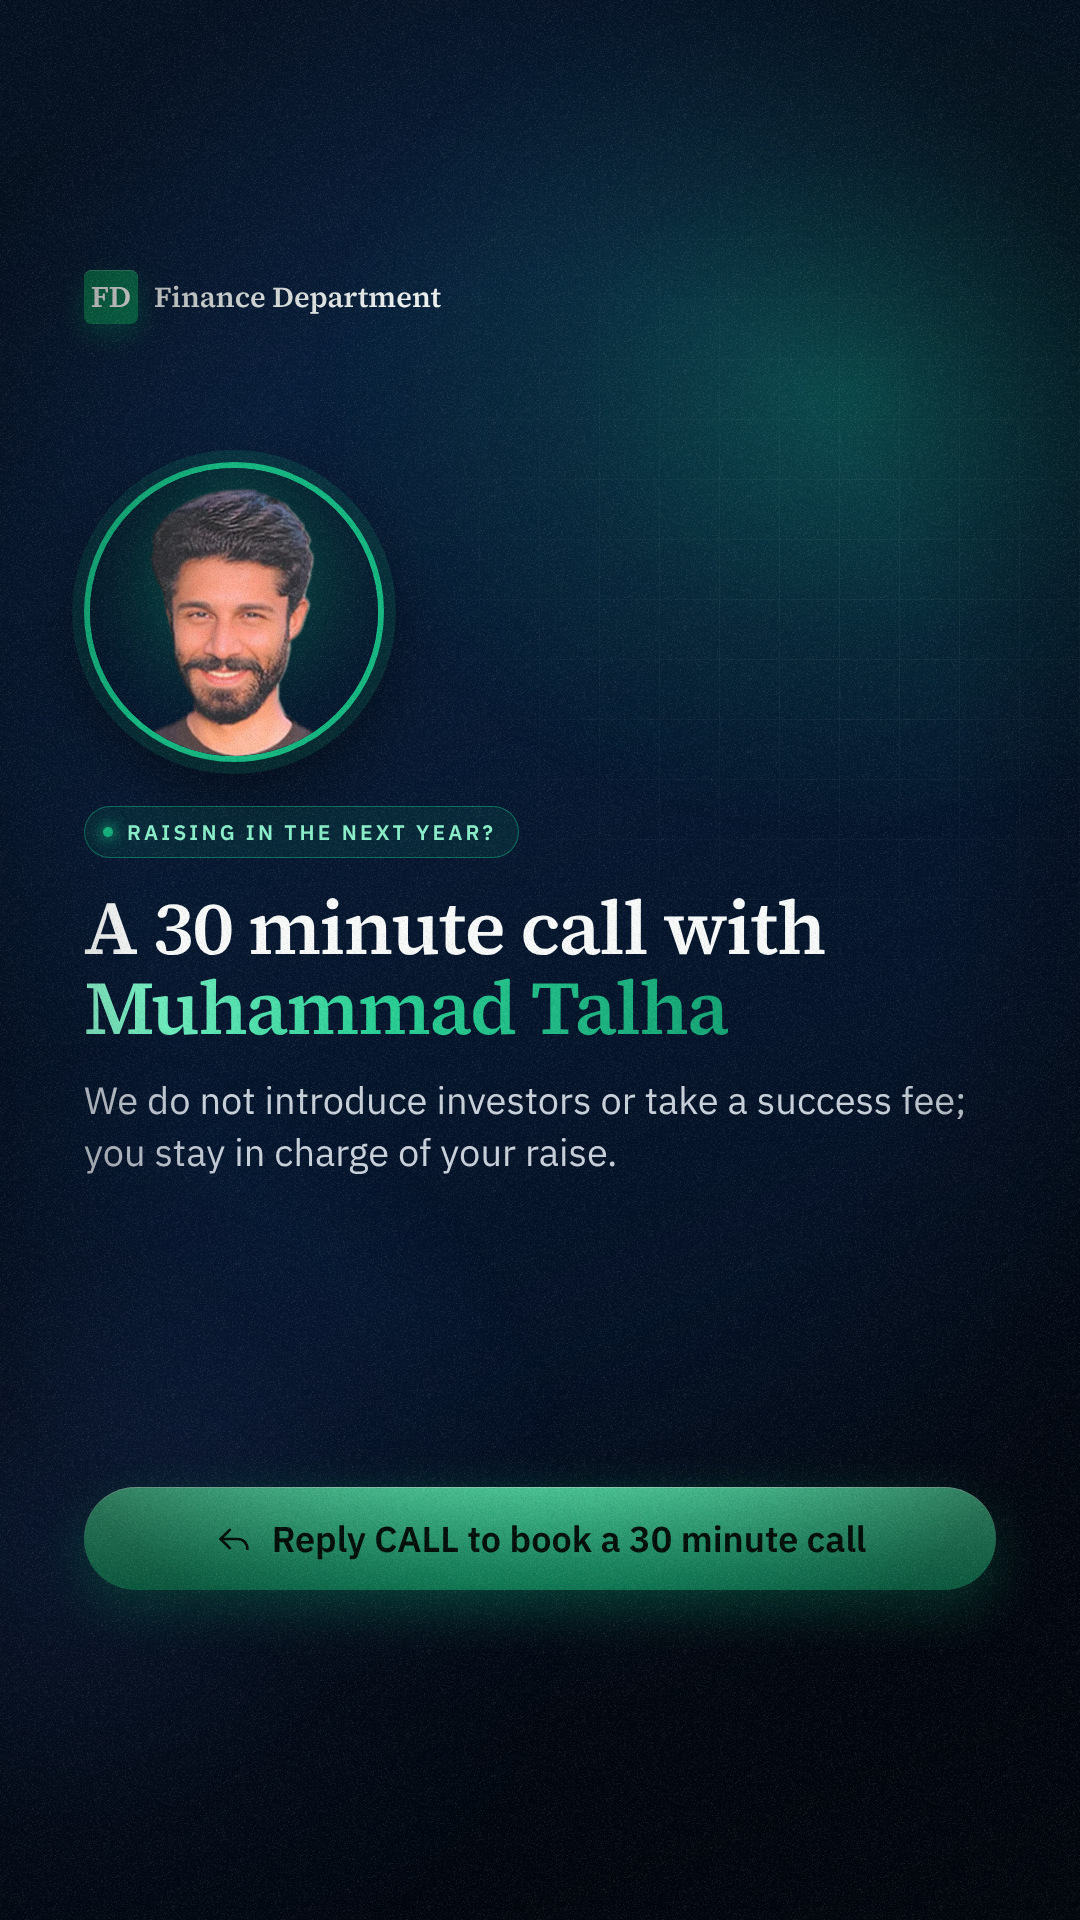 FD Finance Department
RAISING IN THE NEXT YEAR?
A 30 minute call with
Muhammad Talha
We do not introduce investors or take a success fee;
you stay in charge of your raise.
Reply CALL to book a 30 minute call